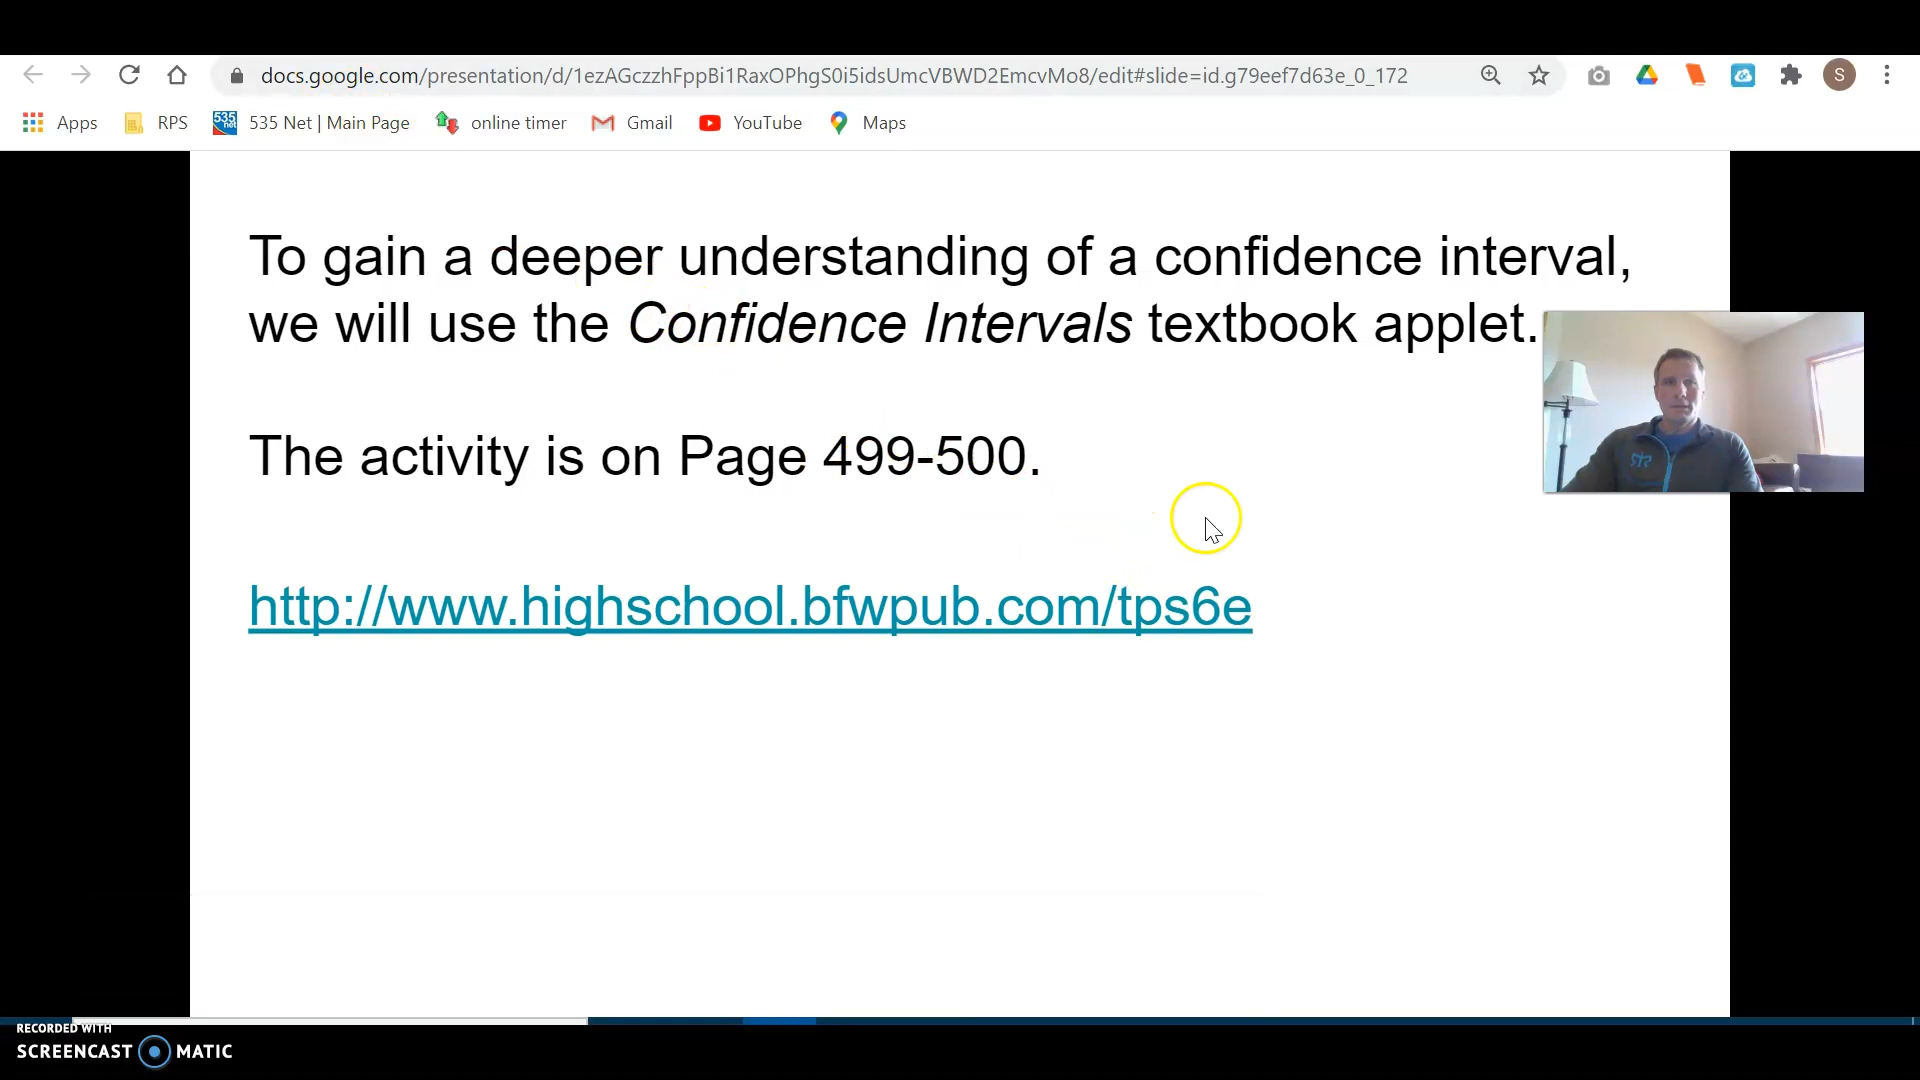 docs.google.com/presentation/d/1ezAGczzhFppBi1RaxOPhgS0i5idsUmcVBWD2EmcvMo8/edit#slide=id.g79eef7d63e_0_172
S
Apps RPS 535 Net | Main Page online timer Gmail YouTube Maps
To gain a deeper understanding of a confidence interval,
we will use the Confidence Intervals textbook applet.
The activity is on Page 499-500.
http://www.highschool.bfwpub.com/tps6e
RECORDED WITH
SCREENCAST MATIC